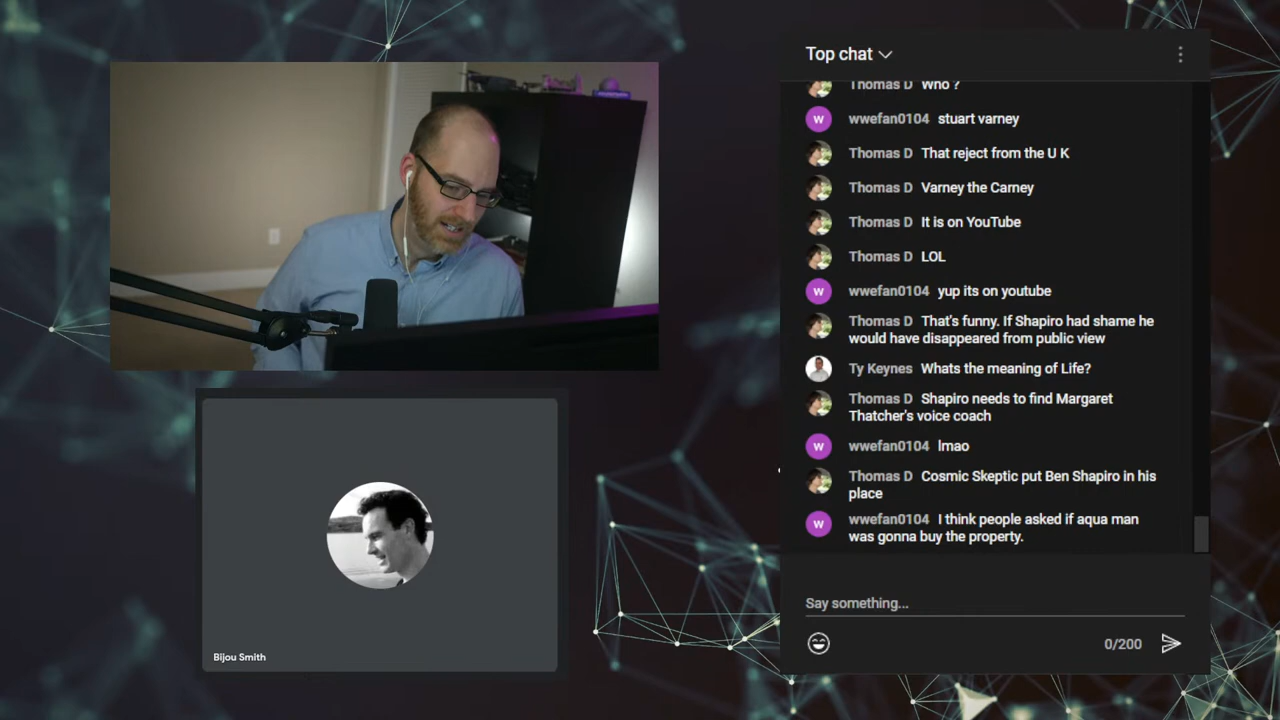 Top chat
Thomas D Who ?
wwefan0104 stuart varney
Thomas D That reject from the U K
Thomas D Varney the Carney
Thomas D It is on YouTube
Thomas D LOL
wwefan0104 yup its on youtube
Thomas D That's funny. If Shapiro had shame he
would have disappeared from public view
Ty Keynes Whats the meaning of Life?
Thomas D Shapiro needs to find Margaret
Thatcher's voice coach
wwefan0104 lmao
Thomas D Cosmic Skeptic put Ben Shapiro in his
place
wwefan0104 I think people asked if aqua man
was gonna buy the property.
Say something...
0/200
Bijou Smith